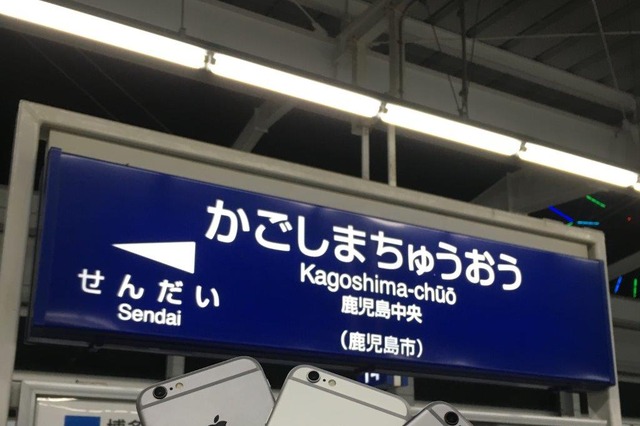 かごしまちゅうおう
Kagoshima-chūō
鹿児島中央
(鹿児島市)
せんだい
Sendai